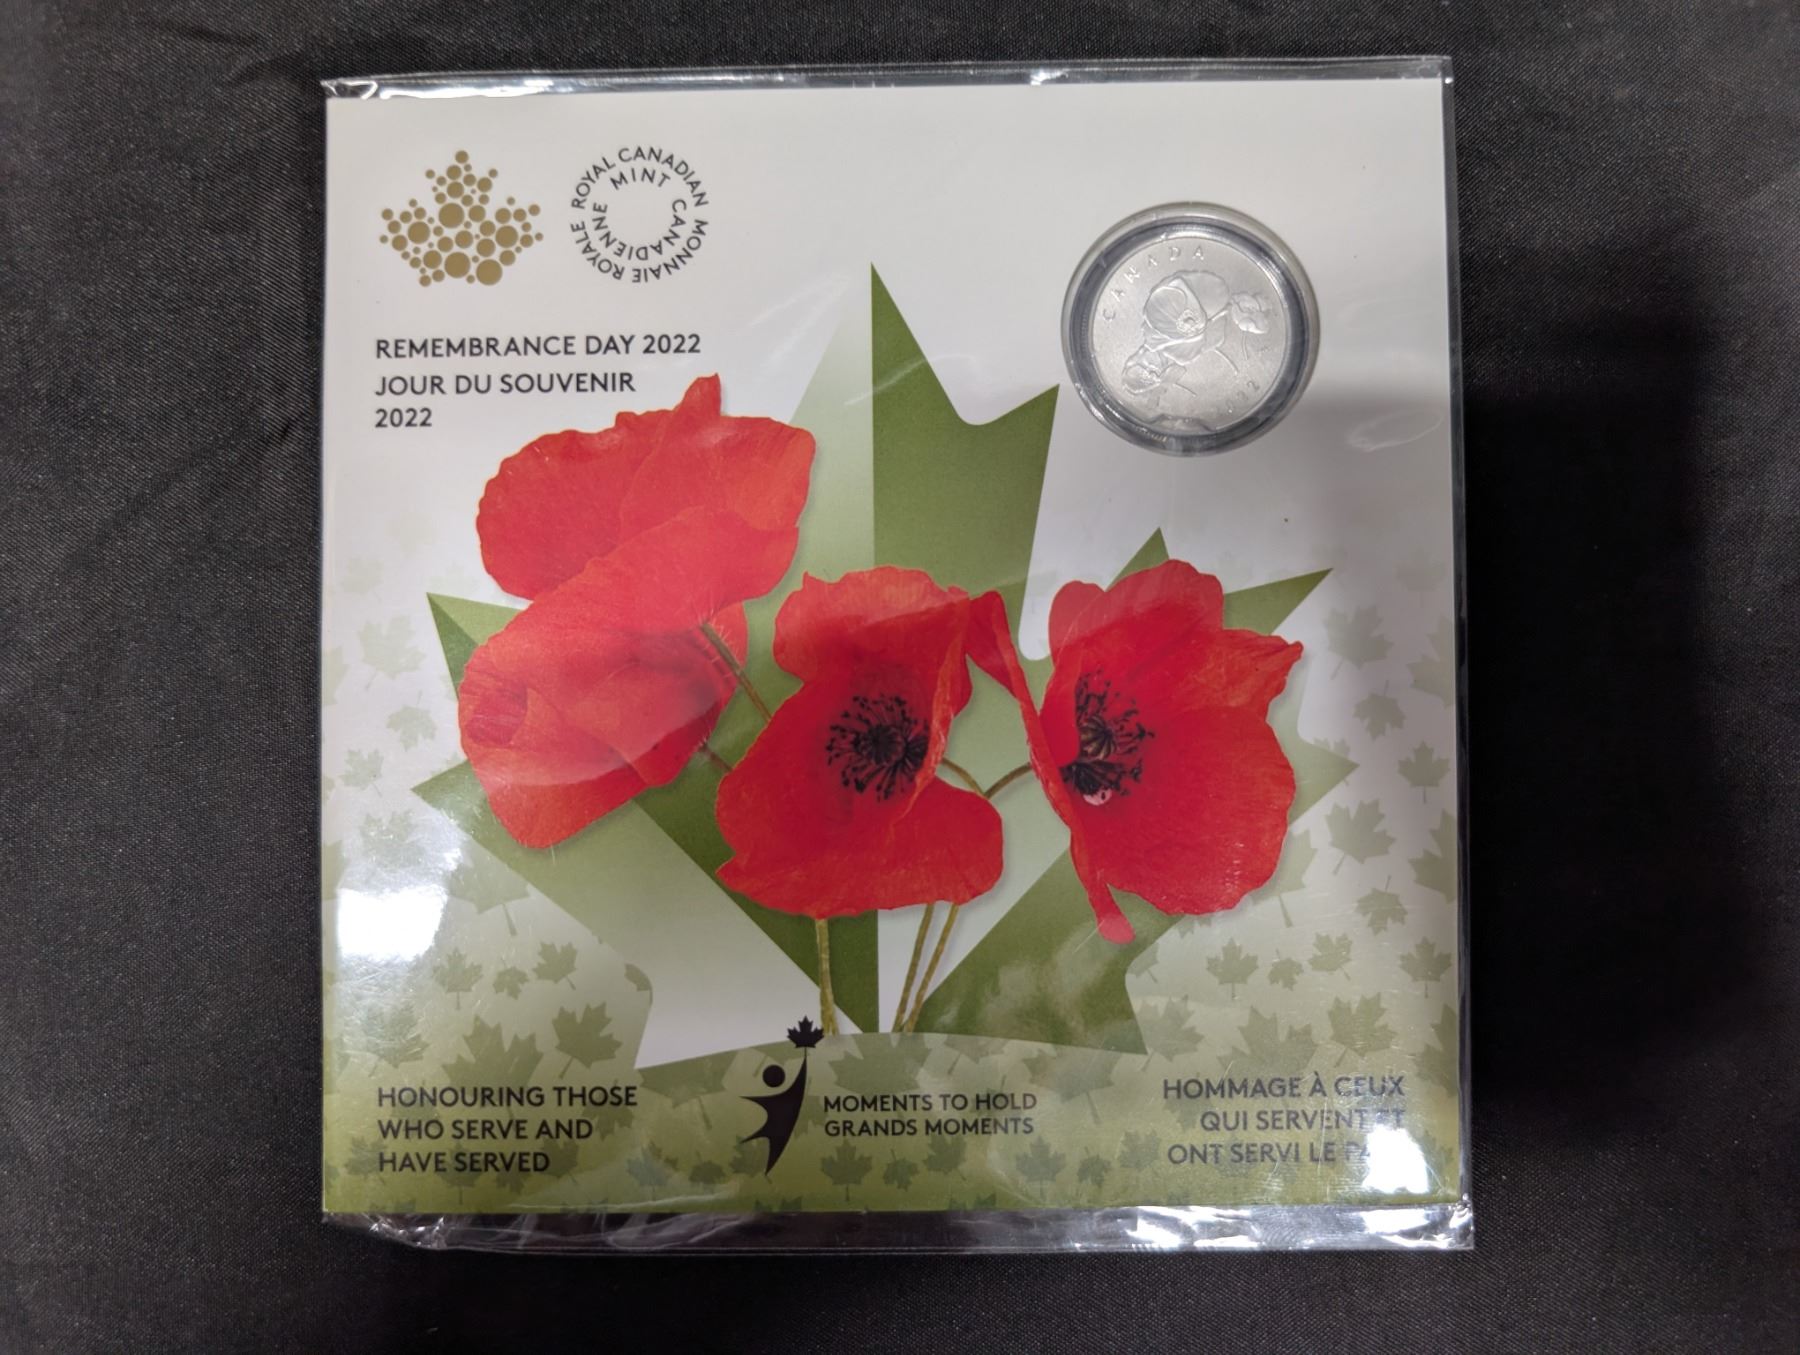 ROYAL CANADIAN MINT
MONNAIE ROYALE CANADIENNE
REMEMBRANCE DAY 2022
JOUR DU SOUVENIR
2022
CANADA
HONOURING THOSE
WHO SERVE AND
HAVE SERVED
MOMENTS TO HOLD
GRANDS MOMENTS
HOMMAGE À CEUX
QUI SERVENT ET
ONT SERVI LE